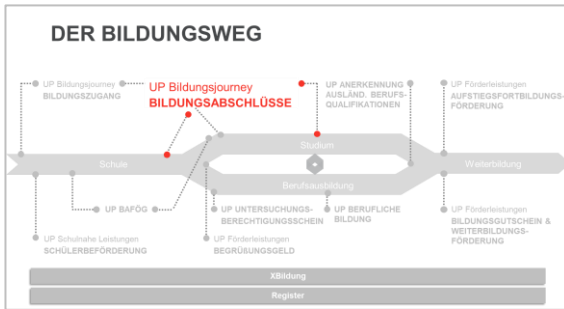 DER BILDUNGSWEG
UP Bildungsjourney
BILDUNGSZUGANG
UP Bildungsjourney
BILDUNGSABSCHLÜSSE
UP ANERKENNUNG
AUSLÄND. BERUFS-
QUALIFIKATIONEN
UP Förderleistungen
AUFSTIEGSFORTBILDUNGS-
FÖRDERUNG
Schule
Studium
Berufsausbildung
Weiterbildung
UP BAFÖG
UP UNTERSUCHUNGS-
BERECHTIGUNGSSCHEIN
UP BERUFLICHE
BILDUNG
UP Förderleistungen
BILDUNGSGUTSCHEIN &
WEITERBILDUNGS-
FÖRDERUNG
UP Schulnahe Leistungen
SCHÜLERBEFÖRDERUNG
UP Förderleistungen
BEGRÜßUNGSGELD
XBildung
Register